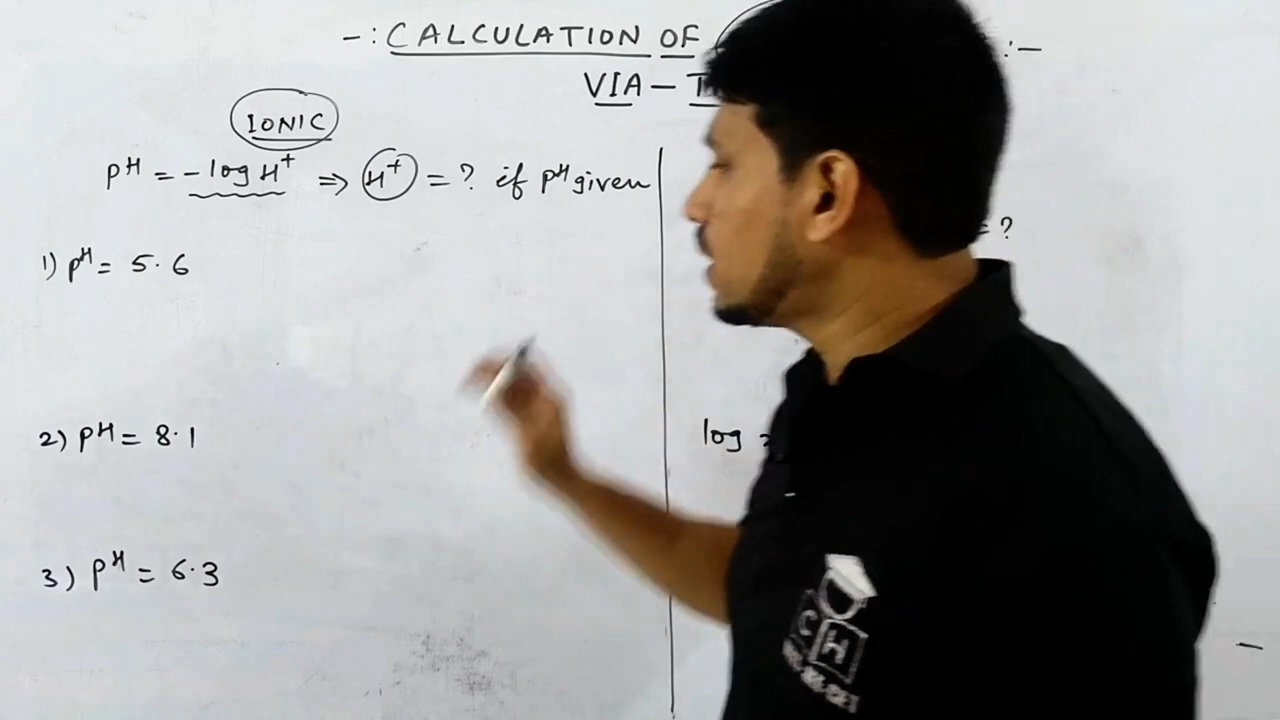 -: CALCULATION OF :-
VIA -
IONIC
pH = -log H+ ⇒ H+ = ? if pH given
= ?
1) pH = 5.6
2) pH = 8.1
log
3) pH = 6.3
C
H